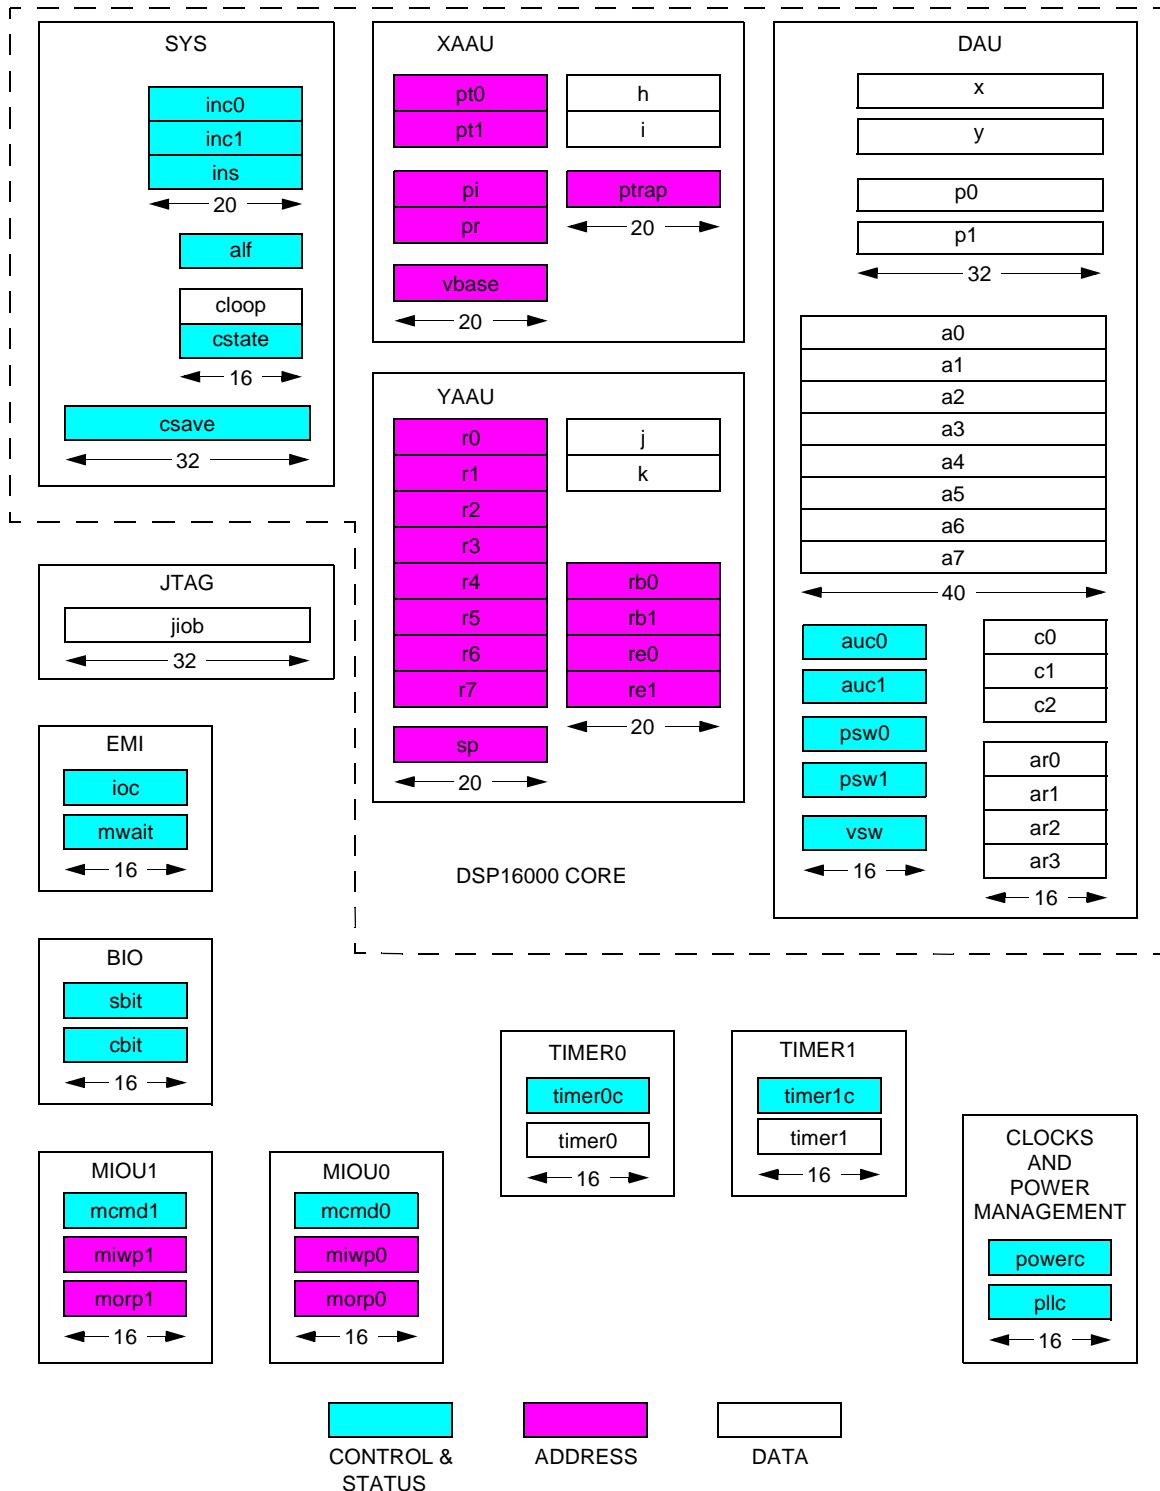 SYS
inc0
inc1
ins
20
alf
cloop
cstate
16
csave
32
XAAU
pt0
pt1
h
i
pi
pr
ptrap
20
vbase
20
YAAU
r0
r1
r2
r3
r4
r5
r6
r7
j
k
rb0
rb1
re0
re1
20
sp
20
DSP16000 CORE
DAU
x
y
p0
p1
32
a0
a1
a2
a3
a4
a5
a6
a7
40
auc0
auc1
psw0
psw1
vsw
16
c0
c1
c2
ar0
ar1
ar2
ar3
16
JTAG
jiob
32
EMI
ioc
mwait
16
BIO
sbit
cbit
16
MIOU1
mcmd1
miwp1
morp1
16
MIOU0
mcmd0
miwp0
morp0
16
TIMER0
timer0c
timer0
16
TIMER1
timer1c
timer1
16
CLOCKS
AND
POWER
MANAGEMENT
powerc
pllc
16
CONTROL &
STATUS
ADDRESS
DATA